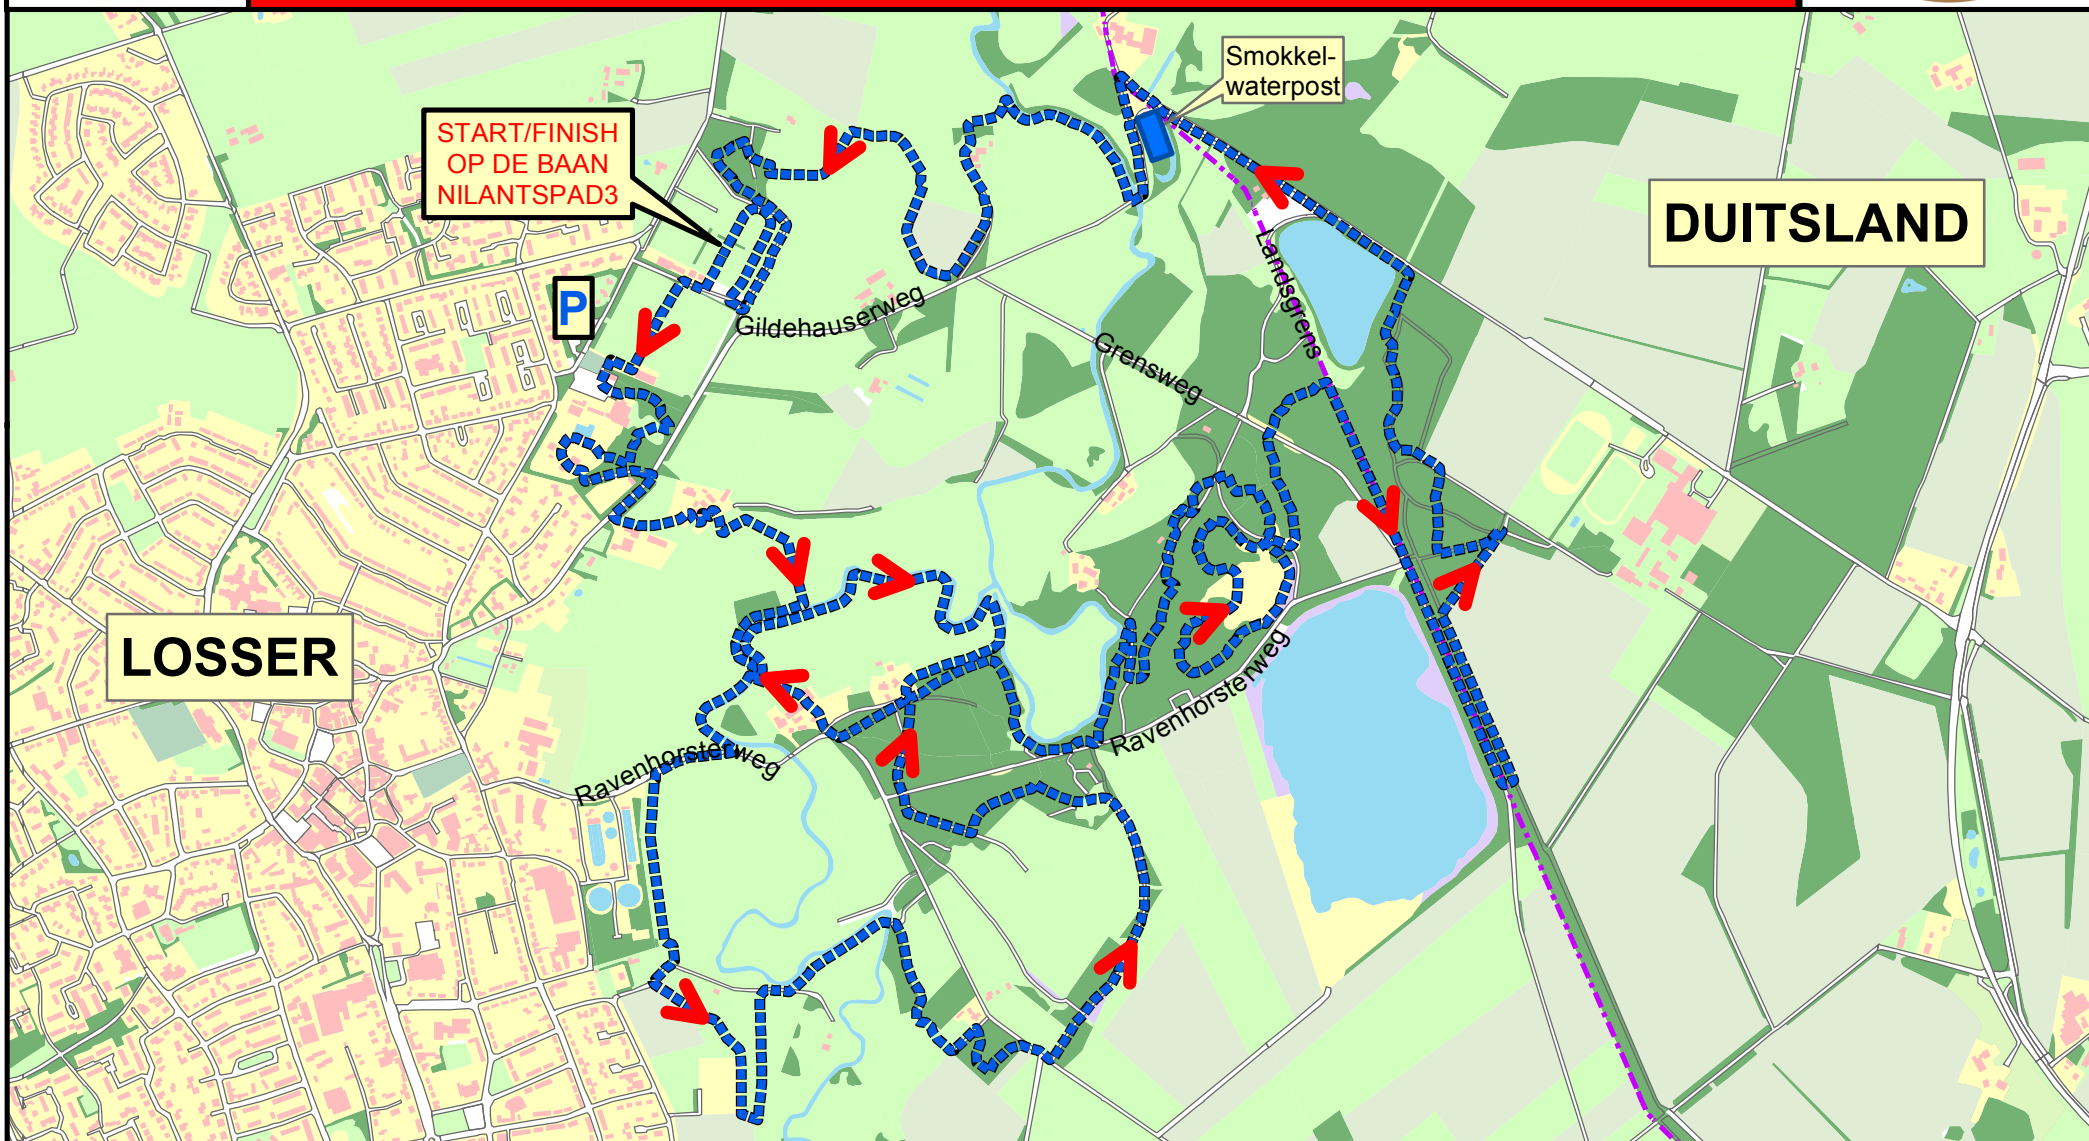 Smokkel-
waterpost
START/FINISH
OP DE BAAN
NILANTSPAD3
DUITSLAND
P
Gildehauserweg
Landsgrens
Grensweg
LOSSER
Ravenhorsterweg
Ravenhorsterweg